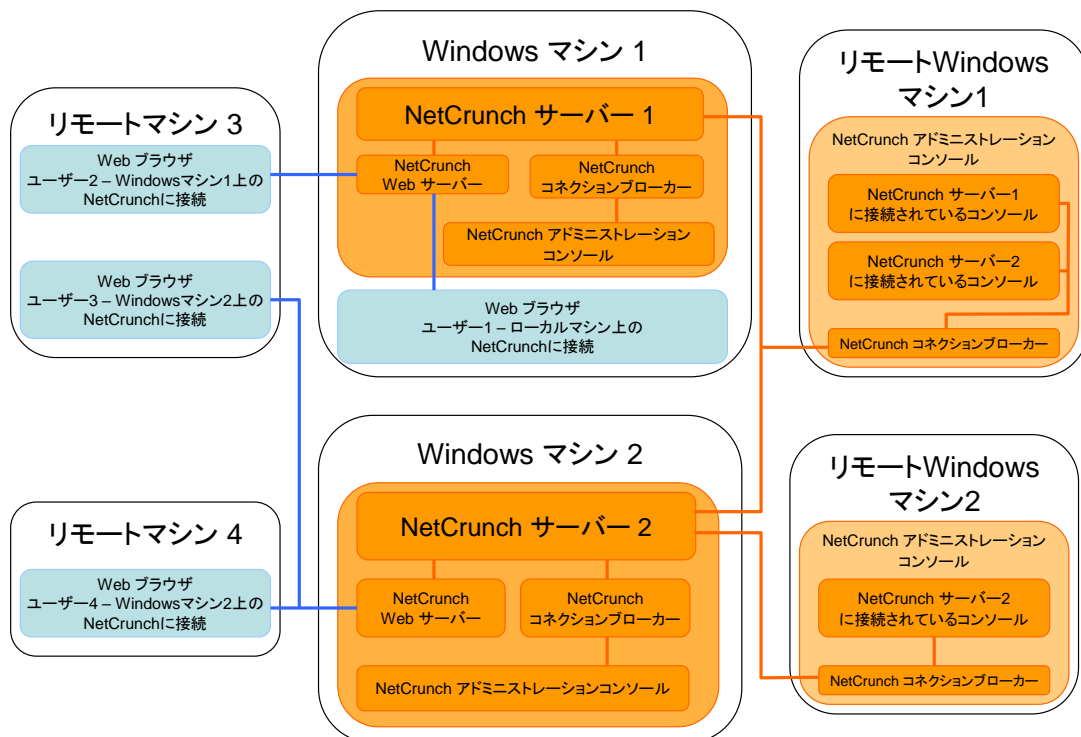 リモートマシン 3
Web ブラウザ
ユーザー2 – Windowsマシン1上の
NetCrunchに接続
Web ブラウザ
ユーザー3 – Windowsマシン2上の
NetCrunchに接続
Windows マシン 1
NetCrunch サーバー 1
NetCrunch
Web サーバー
NetCrunch
コネクションブローカー
NetCrunch アドミニストレーション
コンソール
Web ブラウザ
ユーザー1 – ローカルマシン上の
NetCrunchに接続
リモートWindows
マシン1
NetCrunch アドミニストレーション
コンソール
NetCrunch サーバー1
に接続されているコンソール
NetCrunch サーバー2
に接続されているコンソール
NetCrunch コネクションブローカー
リモートマシン 4
Web ブラウザ
ユーザー4 – Windowsマシン2上の
NetCrunchに接続
Windows マシン 2
NetCrunch サーバー 2
NetCrunch
Web サーバー
NetCrunch
コネクションブローカー
NetCrunch アドミニストレーションコンソール
リモートWindows
マシン2
NetCrunch アドミニストレーション
コンソール
NetCrunch サーバー2
に接続されているコンソール
NetCrunch コネクションブローカー